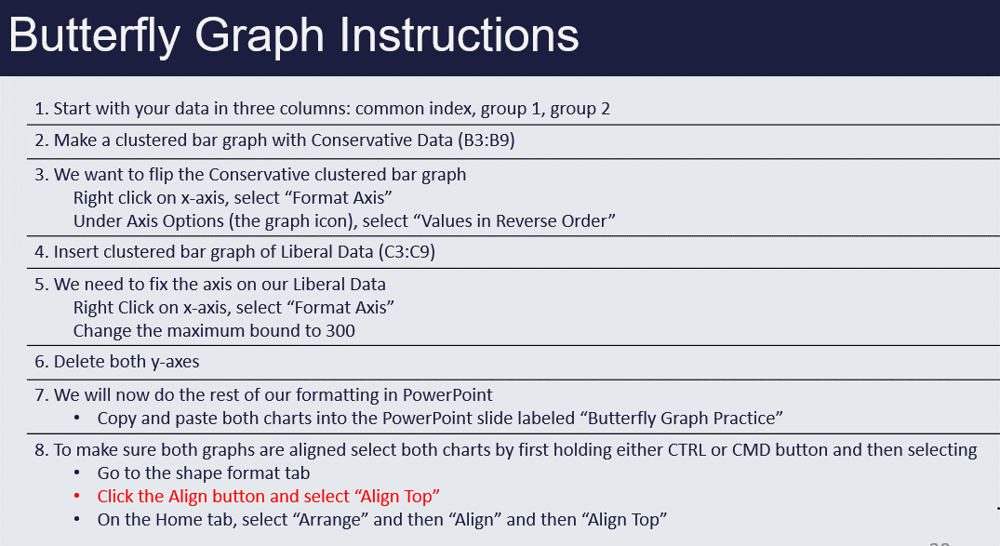 Butterfly Graph Instructions
1. Start with your data in three columns: common index, group 1, group 2
2. Make a clustered bar graph with Conservative Data (B3:B9)
3. We want to flip the Conservative clustered bar graph
Right click on x-axis, select “Format Axis”
Under Axis Options (the graph icon), select “Values in Reverse Order”
4. Insert clustered bar graph of Liberal Data (C3:C9)
5. We need to fix the axis on our Liberal Data
Right Click on x-axis, select “Format Axis”
Change the maximum bound to 300
6. Delete both y-axes
7. We will now do the rest of our formatting in PowerPoint
• Copy and paste both charts into the PowerPoint slide labeled “Butterfly Graph Practice”
8. To make sure both graphs are aligned select both charts by first holding either CTRL or CMD button and then selecting
• Go to the shape format tab
• Click the Align button and select “Align Top”
• On the Home tab, select “Arrange” and then “Align” and then “Align Top”